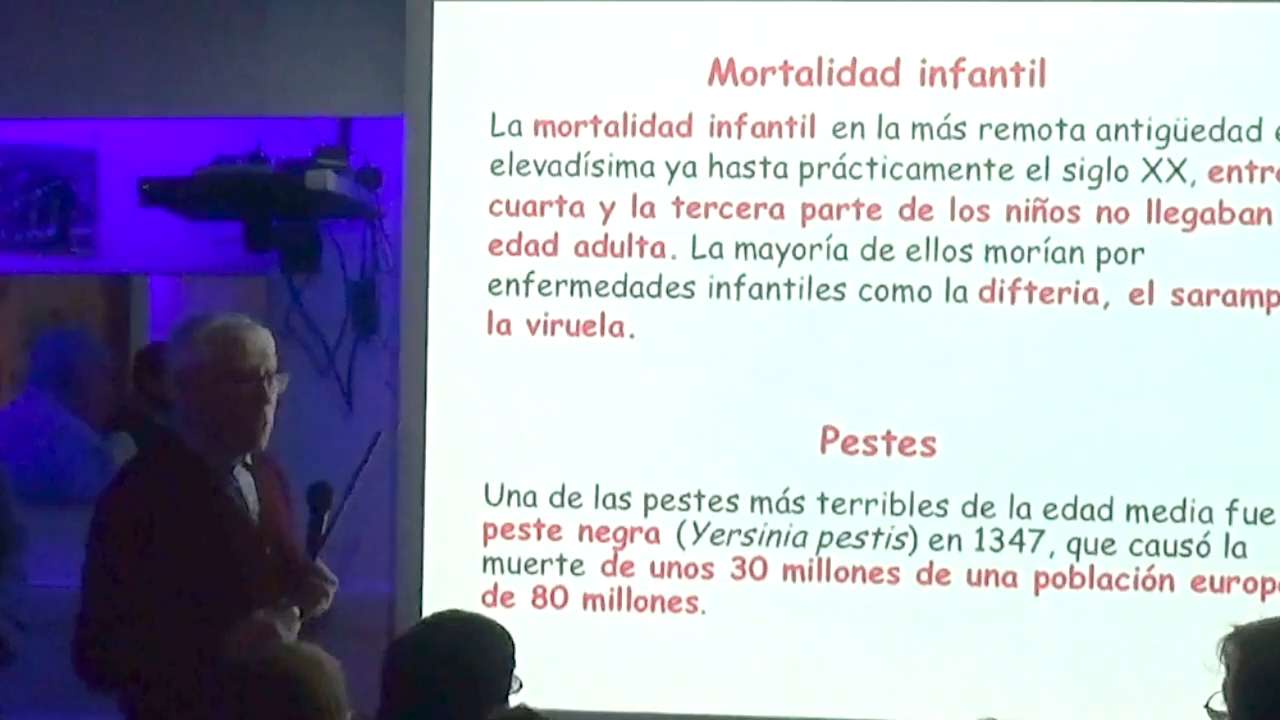 Mortalidad infantil
La mortalidad infantil en la más remota antigüedad
elevadísima ya hasta prácticamente el siglo XX,
cuarta y la tercera parte de los niños no llegaban
edad adulta. La mayoría de ellos morían por
enfermedades infantiles como la difteria, el
la viruela.
Pestes
Una de las pestes más terribles de la edad media fue
peste negra (Yersinia pestis) en 1347, que causó la
muerte de unos 30 millones de una población
de 80 millones.